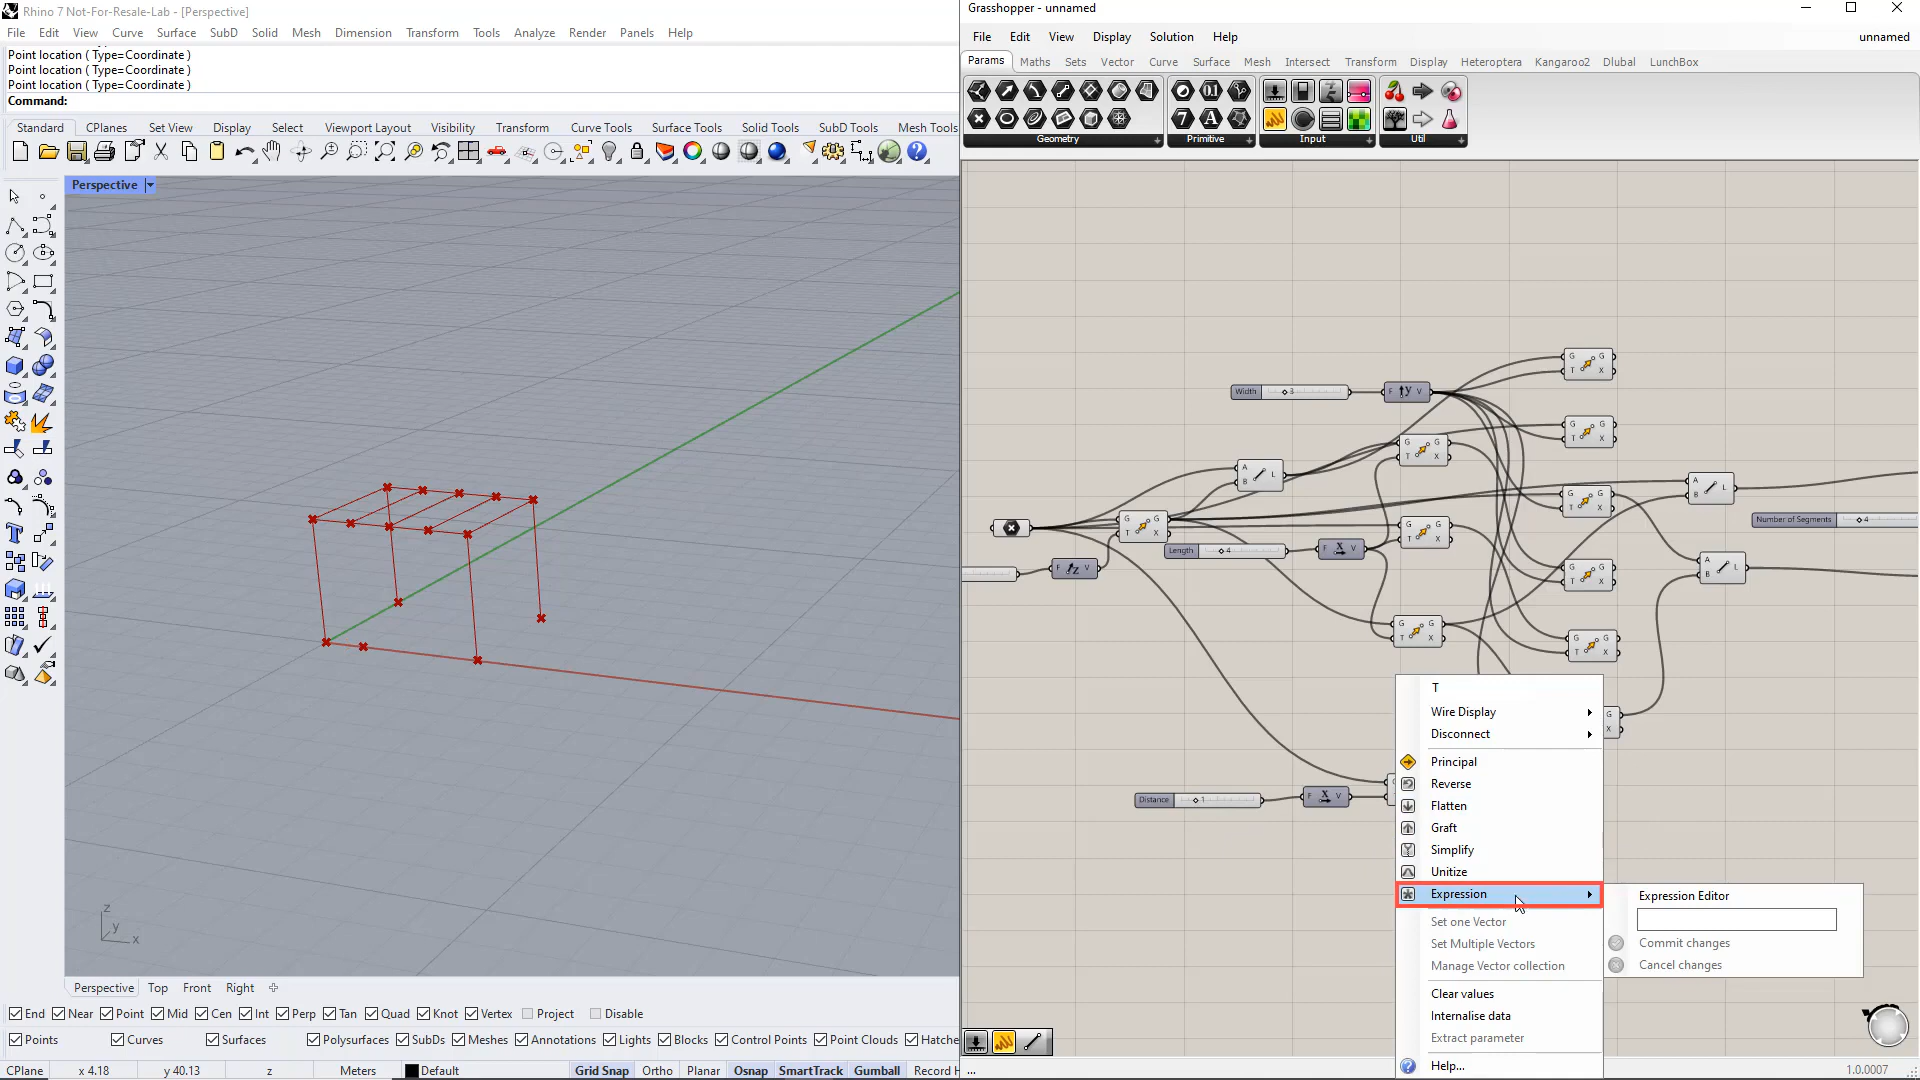 Rhino 7 Not-For-Resale-Lab - [Perspective]
File Edit View Curve Surface SubD Solid Mesh Dimension Transform Tools Analyze Render Panels Help
Point location ( Type=Coordinate )
Point location ( Type=Coordinate )
Point location ( Type=Coordinate )
Command:
Standard CPlanes Set View Display Select Viewport Layout Visibility Transform Curve Tools Surface Tools Solid Tools SubD Tools Mesh Tools
Perspective
z
y
x
Perspective Top Front Right
End Near Point Mid Cen Int Perp Tan Quad Knot Vertex Project Disable
Points Curves Surfaces Polysurfaces SubDs Meshes Annotations Lights Blocks Control Points Point Clouds Hatche
CPlane x 4.18 y 40.13 z Meters Default Grid Snap Ortho Planar Osnap SmartTrack Gumball Record H
Grasshopper - unnamed
File Edit View Display Solution Help unnamed
Params Maths Sets Vector Curve Surface Mesh Intersect Transform Display Heteroptera Kangaroo2 Dlubal LunchBox
Geometry Primitive Input Util
G G
T X
Width 3 F y V
G G
T X
G G
T X
A L
B
A L
B
G G
T X
Number of Segments 4
G G
T X
G G
T X
Length 4 F X V
F Z V
A L
B
G G
T X
G G
T X
G G
T X
G
X
Distance 1 F X V
T
Wire Display
Disconnect
Principal
Reverse
Flatten
Graft
Simplify
Unitize
Expression
Expression Editor
Set one Vector
Set Multiple Vectors
Commit changes
Manage Vector collection
Cancel changes
Clear values
Internalise data
Extract parameter
Help...
...
1.0.0007